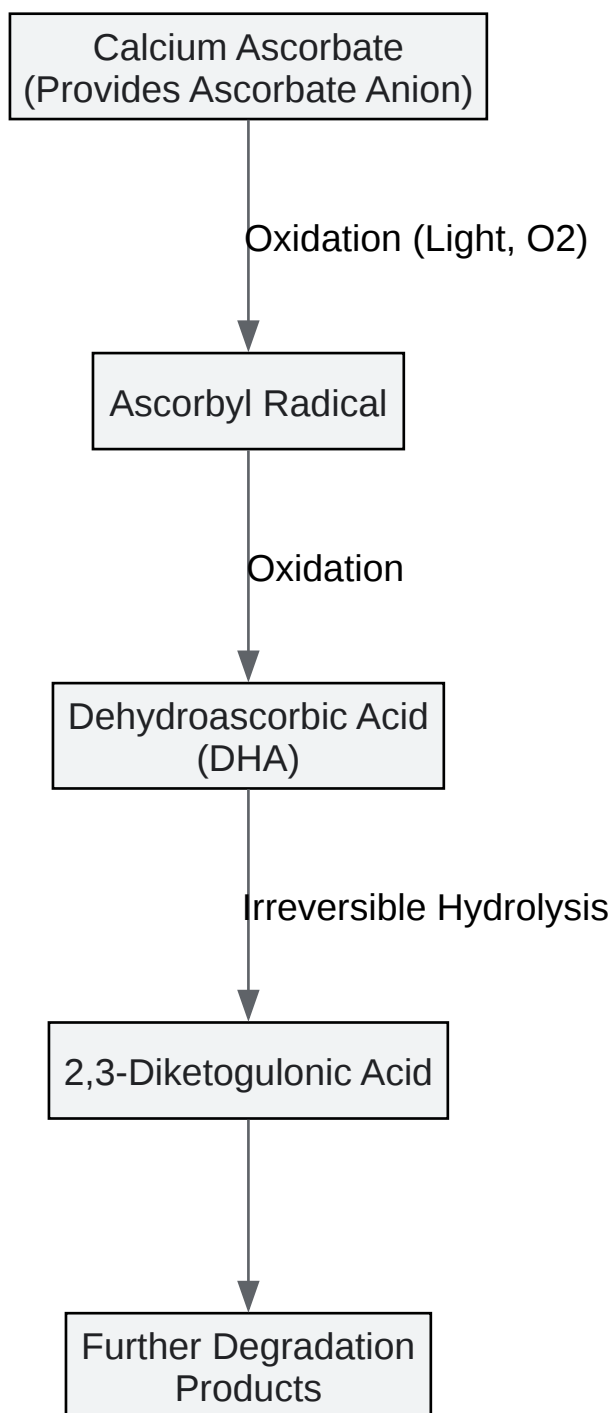 Calcium Ascorbate
(Provides Ascorbate Anion)
Oxidation (Light, O2)
Ascorbyl Radical
Oxidation
Dehydroascorbic Acid
(DHA)
Irreversible Hydrolysis
2,3-Diketogulonic Acid
Further Degradation
Products